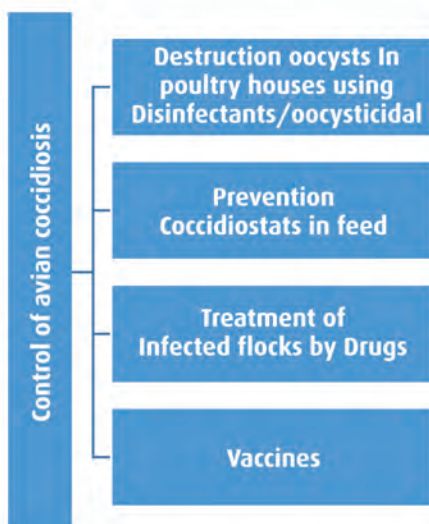 Control of avian coccidiosis
Destruction oocysts In
poultry houses using
Disinfectants/oocysticidal
Prevention
Coccidiostats in feed
Treatment of
Infected flocks by Drugs
Vaccines